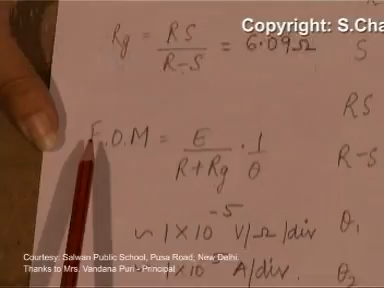 Copyright: S.Cha
Rg = RS / R-S = 6.09Ω
S
RS
F.O.M = E / R+Rg · 1 / θ
R-S
~ 1×10⁻⁵ V/Ω/div
θ₁
A/div.
θ₂
Courtesy: Salwan Public School, Pusa Road, New Delhi.
Thanks to Mrs. Vandana Puri - Principal